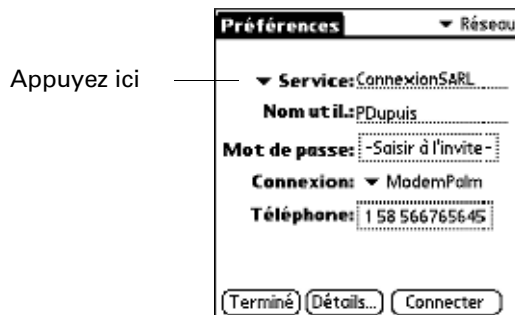 Préférences ▼ Réseau
Appuyez ici
▼ Service: ConnexionSARL
Nom util.: PDupuis
Mot de passe: -Saisir à l'invite-
Connexion: ▼ ModemPalm
Téléphone: 1 58 566765645
Terminé Détails... Connecter